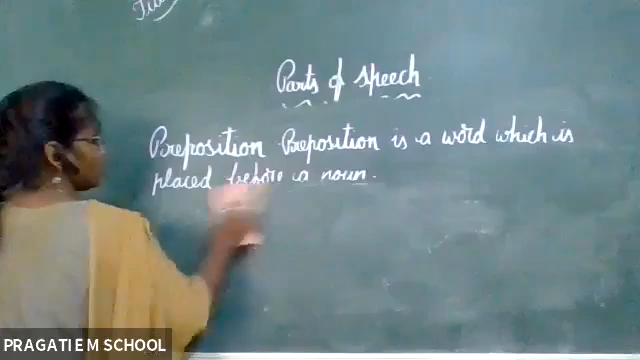 Parts of speech
Preposition - Preposition is a word which is
placed before a noun.
PRAGATI E M SCHOOL